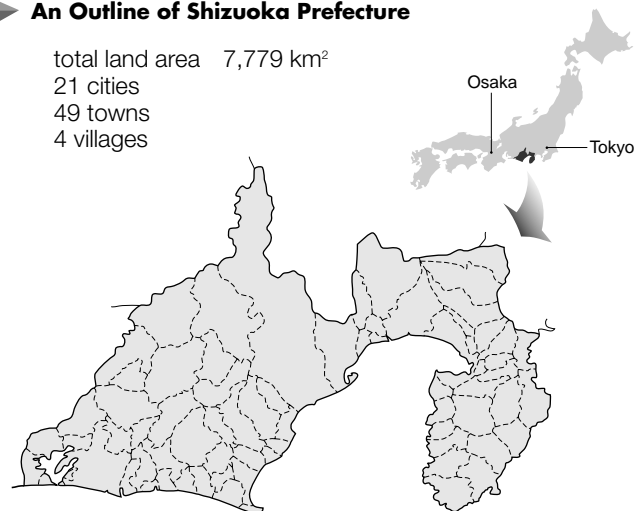 An Outline of Shizuoka Prefecture
total land area 7,779 km²
21 cities
49 towns
4 villages
Osaka
Tokyo